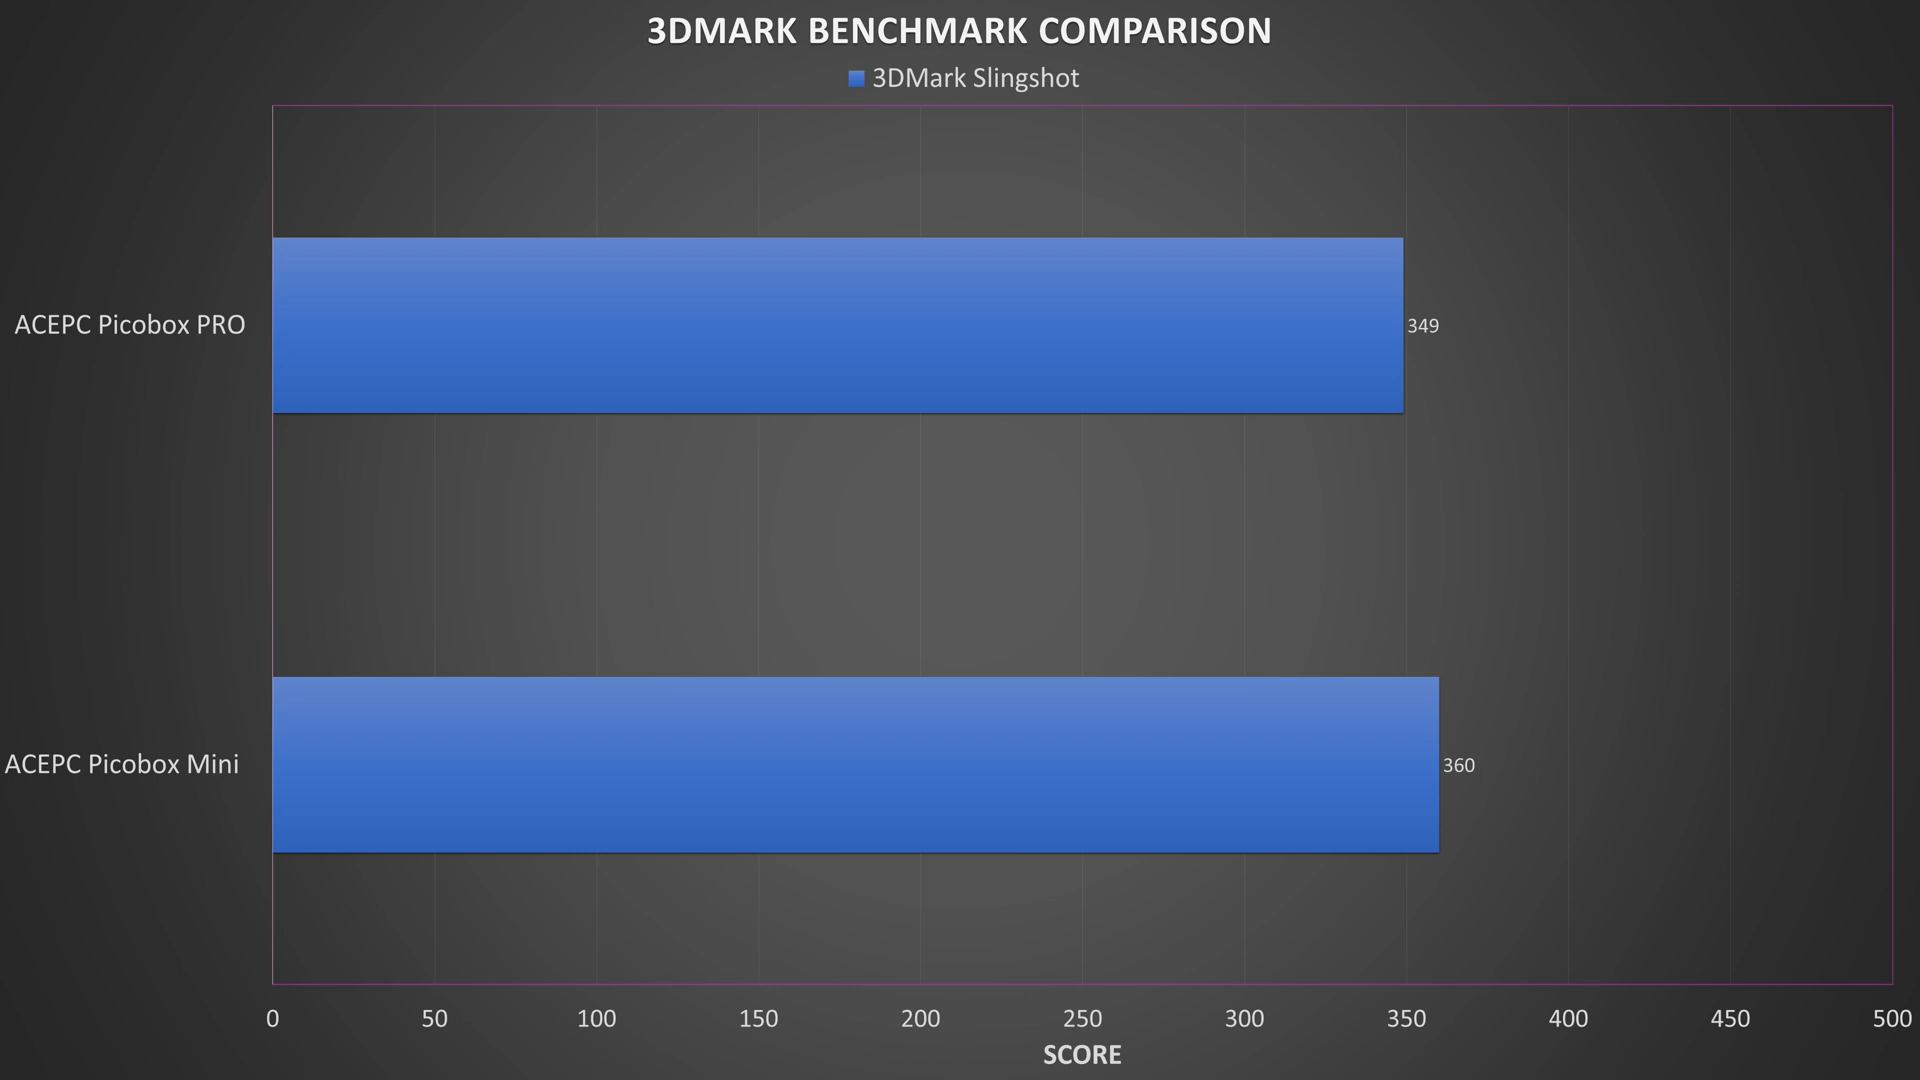 3DMARK BENCHMARK COMPARISON
3DMark Slingshot
ACEPC Picobox PRO
349
ACEPC Picobox Mini
360
0 50 100 150 200 250 300 350 400 450 500
SCORE